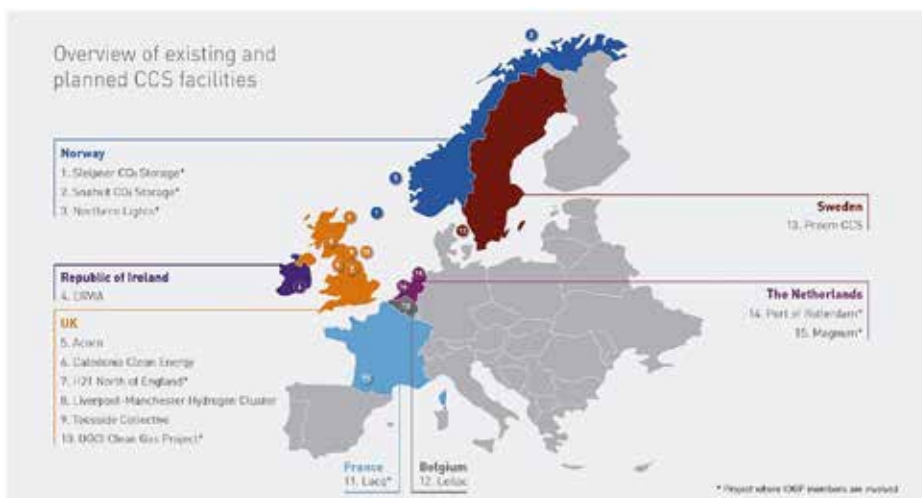 Overview of existing and
planned CCS facilities
Norway
1. Sleipner CO₂ Storage*
2. Snøhvit CO₂ Storage*
3. Northern Lights*
Republic of Ireland
4. ERVIA
UK
5. Acorn
6. Caledonia Clean Energy
7. H21 North of England*
8. Liverpool-Manchester Hydrogen Cluster
9. Teesside Collective
10. OGCI Clean Gas Project*
France
11. Lacq*
Belgium
12. Leilac
Sweden
13. Preem CCS
The Netherlands
14. Port of Rotterdam*
15. Magnum*
* Project where IOGP members are involved